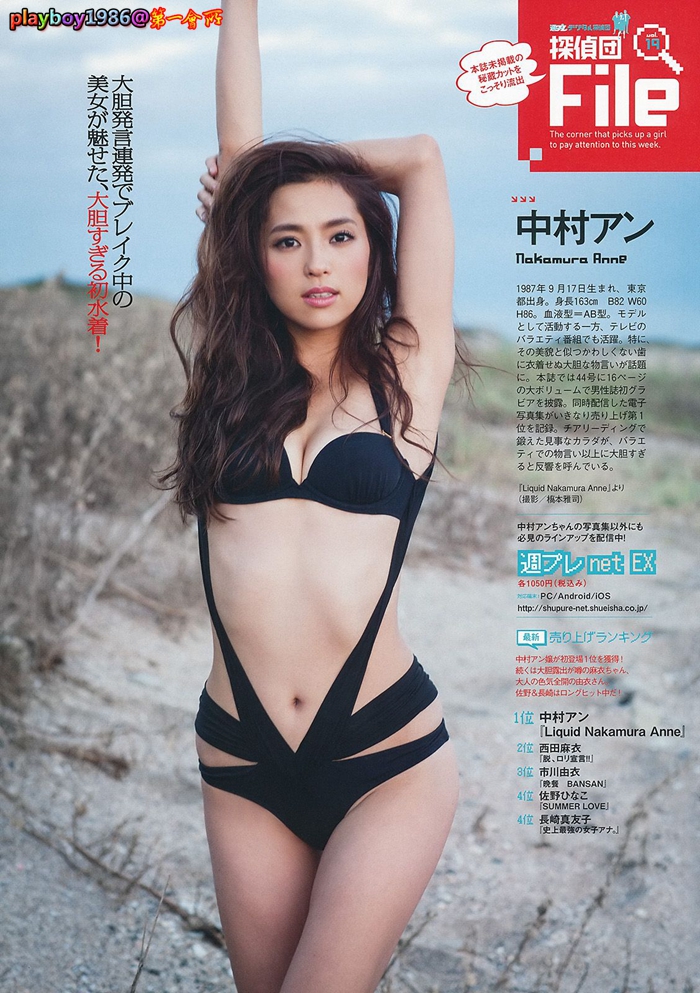 playboy1986@第一會所
週プレデジタル探偵団
探偵団
vol.
19
File
The corner that picks up a girl
to pay attention to this week.
本誌未掲載の
秘蔵カットを
こっそり流出
大胆発言連発でブレイク中の
美女が魅せた、大胆すぎる初水着！
中村アン
Nakamura Anne
1987年9月17日生まれ、東京
都出身。身長163㎝ B82 W60
H86。血液型＝AB型。モデル
として活動する一方、テレビの
バラエティ番組でも活躍。特に、
その美貌と似つかわしくない歯
に衣着せぬ大胆な物言いが話題
に。本誌では44号に16ページ
の大ボリュームで男性誌初グラ
ビアを披露。同時配信した電子
写真集がいきなり売り上げ第1
位を記録。チアリーディングで
鍛えた見事なカラダが、バラエ
ティでの物言い以上に大胆すぎ
ると反響を呼んでいる。
『Liquid Nakamura Anne』より
（撮影／橋本雅司）
中村アンちゃんの写真集以外にも
必見のラインアップを配信中！
週プレ net EX
各1050円（税込み）
対応端末：PC/Android/iOS
http://shupure-net.shueisha.co.jp/
最新 売り上げランキング
中村アン嬢が初登場1位を獲得！
続くは大胆露出が噂の麻衣ちゃん、
大人の色気全開の由衣さん。
佐野＆長崎はロングヒット中だ！
1位 中村アン
『Liquid Nakamura Anne』
2位 西田麻衣
『脱、ロリ宣言!!』
3位 市川由衣
『晩餐 BANSAN』
4位 佐野ひなこ
『SUMMER LOVE』
4位 長崎真友子
『史上最強の女子アナ。』